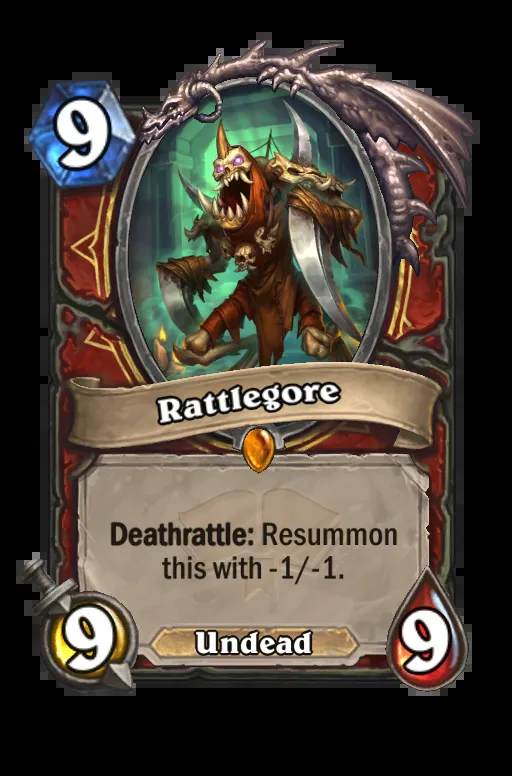 9
Rattlegore
Deathrattle: Resummon
this with -1/-1.
9 Undead 9